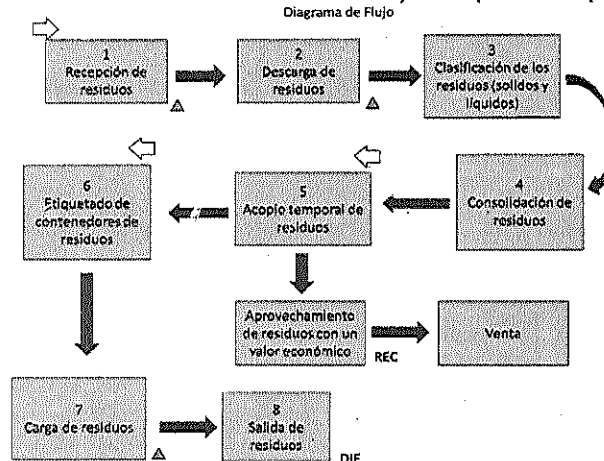 Diagrama de Flujo
1
Recepción de
residuos
2
Descarga de
residuos
3
Clasificación de los
residuos (solidos y
líquidos)
6
Etiquetado de
contenedores de
residuos
5
Acopio temporal de
residuos
4
Consolidación de
residuos
Aprovechamiento
de residuos con un
valor económico
REC
Venta
7
Carga de residuos
8
Salida de
residuos